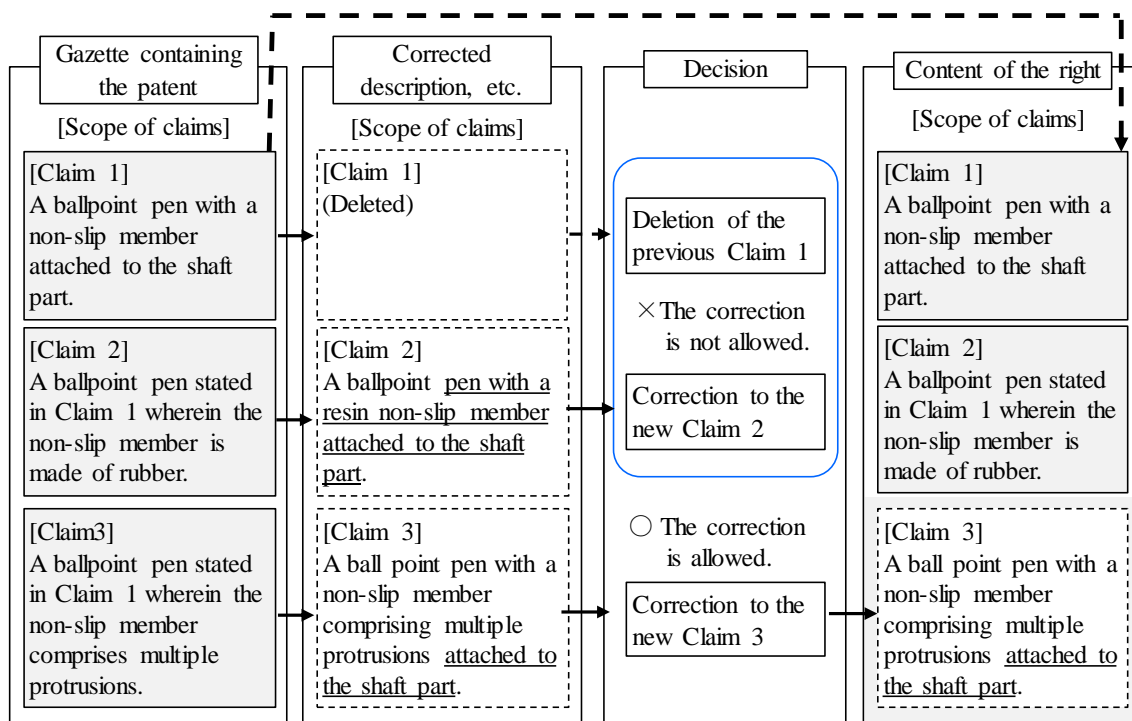 Gazette containing
the patent
[Scope of claims]
[Claim 1]
A ballpoint pen with a
non-slip member
attached to the shaft
part.
[Claim 2]
A ballpoint pen stated
in Claim 1 wherein the
non-slip member is
made of rubber.
[Claim3]
A ballpoint pen stated
in Claim 1 wherein the
non-slip member
comprises multiple
protrusions.
Corrected
description, etc.
[Scope of claims]
[Claim 1]
(Deleted)
[Claim 2]
A ballpoint pen with a
resin non-slip member
attached to the shaft
part.
[Claim 3]
A ball point pen with a
non-slip member
comprising multiple
protrusions attached to
the shaft part.
Decision
Deletion of the
previous Claim 1
×The correction
is not allowed.
Correction to the
new Claim 2
○ The correction
is allowed.
Correction to the
new Claim 3
Content of the right
[Scope of claims]
[Claim 1]
A ballpoint pen with a
non-slip member
attached to the shaft
part.
[Claim 2]
A ballpoint pen stated
in Claim 1 wherein the
non-slip member is
made of rubber.
[Claim 3]
A ball point pen with a
non-slip member
comprising multiple
protrusions attached to
the shaft part.